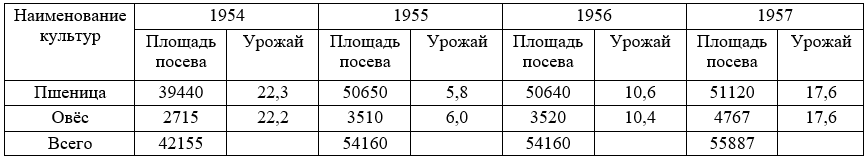 Наименование культур 1954 1955 1956 1957
Площадь посева Урожай Площадь посева Урожай Площадь посева Урожай Площадь посева Урожай
Пшеница 39440 22,3 50650 5,8 50640 10,6 51120 17,6
Овёс 2715 22,2 3510 6,0 3520 10,4 4767 17,6
Всего 42155 54160 54160 55887